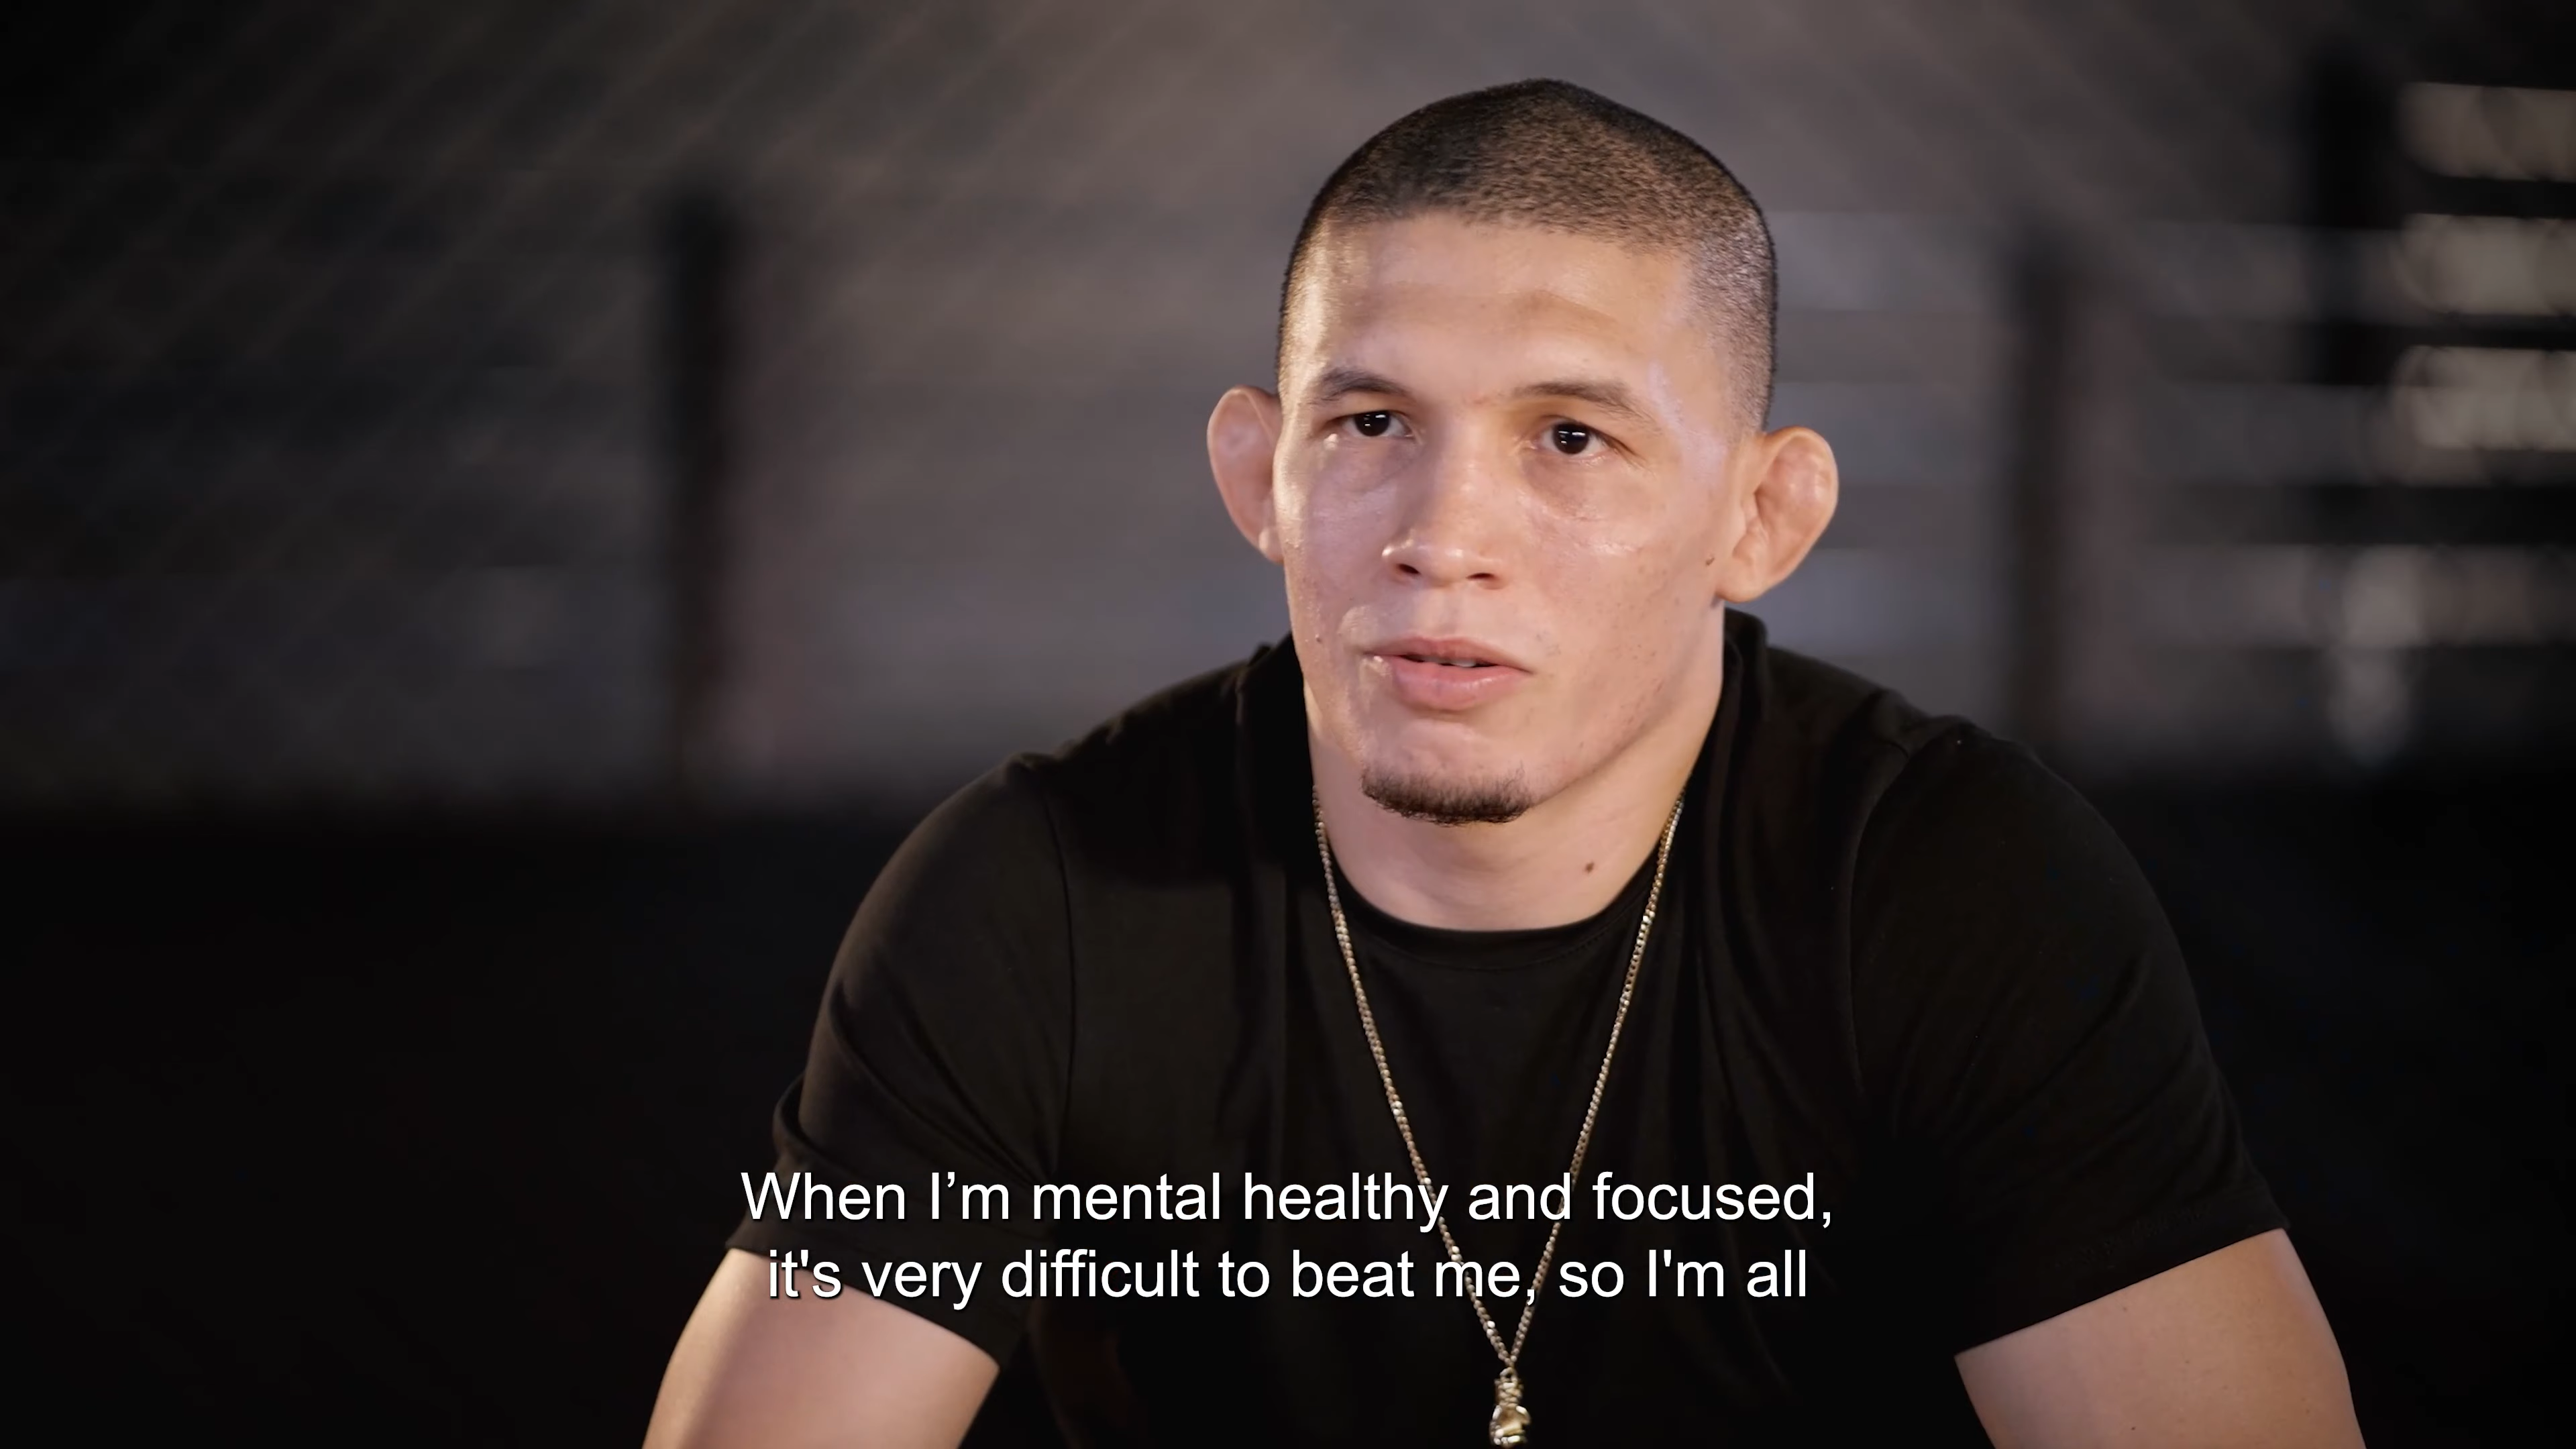 When I’m mental healthy and focused,
it's very difficult to beat me, so I'm all